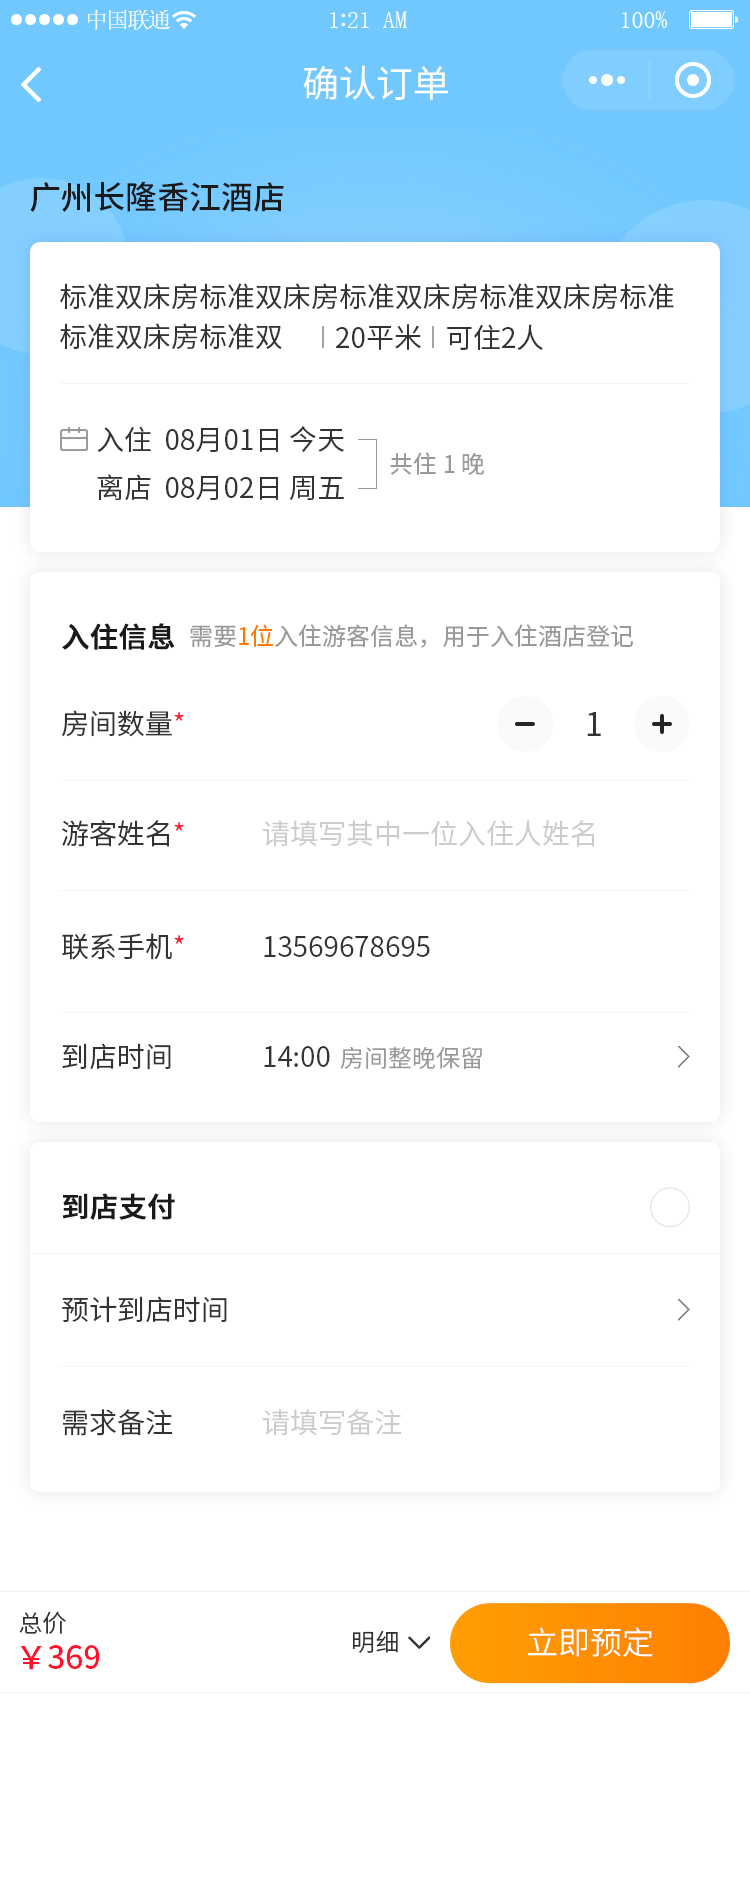 中国联通 1:21 AM 100%
确认订单
广州长隆香江酒店
标准双床房标准双床房标准双床房标准双床房标准
标准双床房标准双 20平米 可住2人
入住 08月01日 今天
共住 1 晚
离店 08月02日 周五
入住信息 需要1位入住游客信息，用于入住酒店登记
房间数量* 1
游客姓名* 请填写其中一位入住人姓名
联系手机* 13569678695
到店时间 14:00 房间整晚保留
到店支付
预计到店时间
需求备注 请填写备注
总价
￥369
明细 立即预定